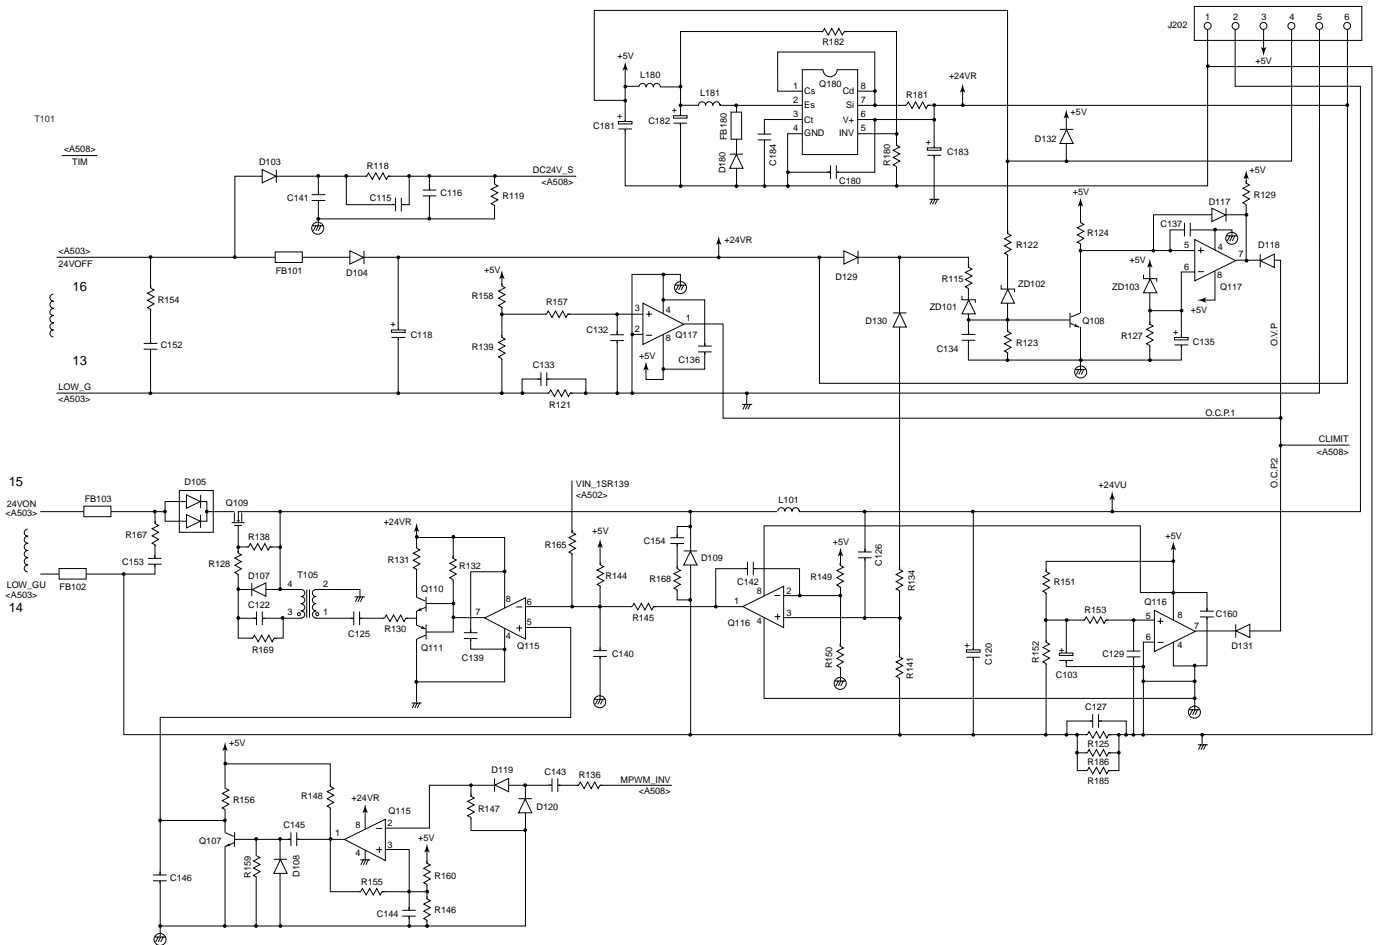 1 2 3 4 5 6
J202
+5V
R182
+5V
L180
L181
1 Cs Q180 Cd 8
2 Es Si 7
3 Ct V+ 6
4 GND INV 5
R181
+24VR
C181
C182
FB180
D180
C184
C180
R180
C183
+5V
D132
T101
<A508>
TIM
D103
R118
DC24V_S
<A508>
C141
C115
C116
R119
+5V
R129
D117
+5V
R124
C137
R122
<A503>
24VOFF
FB101
D104
+24VR
D129
5
4
7
D118
6
8
Q117
+5V
ZD103
+5V
16
R154
+5V
R158
R157
R115
ZD102
ZD101
Q108
3
4
1
2
8
Q117
C132
+5V
C136
D130
R123
C134
R127
C135
C118
C152
R139
13
C133
R121
LOW_G
<A503>
O.V.P
O.C.P.1
CLIMIT
<A508>
O.C.P.2
15
24VON
<A503>
FB103
D105
Q109
VIN_1SR139
<A502>
L101
+24VU
R167
C153
R138
R128
+24VR
R131
R132
R165
+5V
R144
C154
R168
D109
C126
+5V
R149
C142
R134
+5V
R151
LOW_GU
<A503>
14
FB102
D107
C122
R169
T105
4 2
3 1
C125
R130
Q110
Q111
7
8
6
5
4
Q115
C139
R145
C140
1
8
2
3
4
Q116
R150
R141
C120
R153
R152
C103
C129
Q116
5
8
7
6
4
C160
D131
C127
R125
R186
R185
+5V
R156
R148
+24VR
Q115
D119
C143
R136
MPWM_INV
<A508>
R147
D120
Q107
C145
1
8
2
3
4
+5V
R160
C146
R159
D108
R155
C144
R146